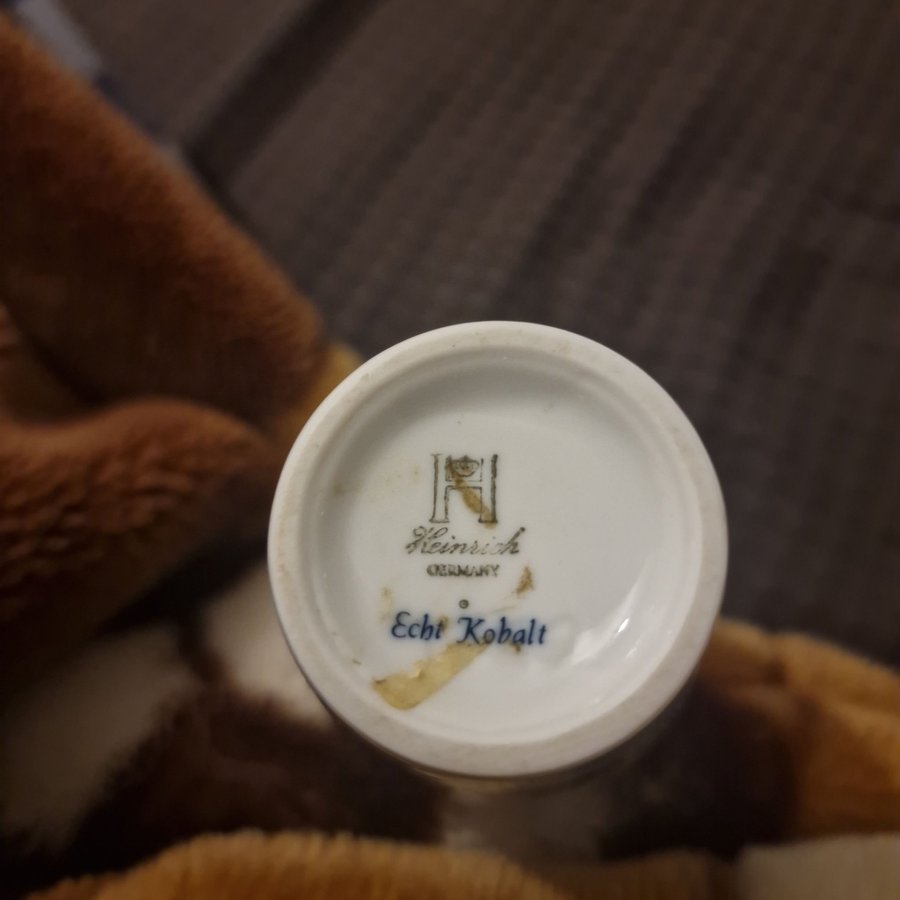 H
Heinrich
GERMANY
Echt Kobalt